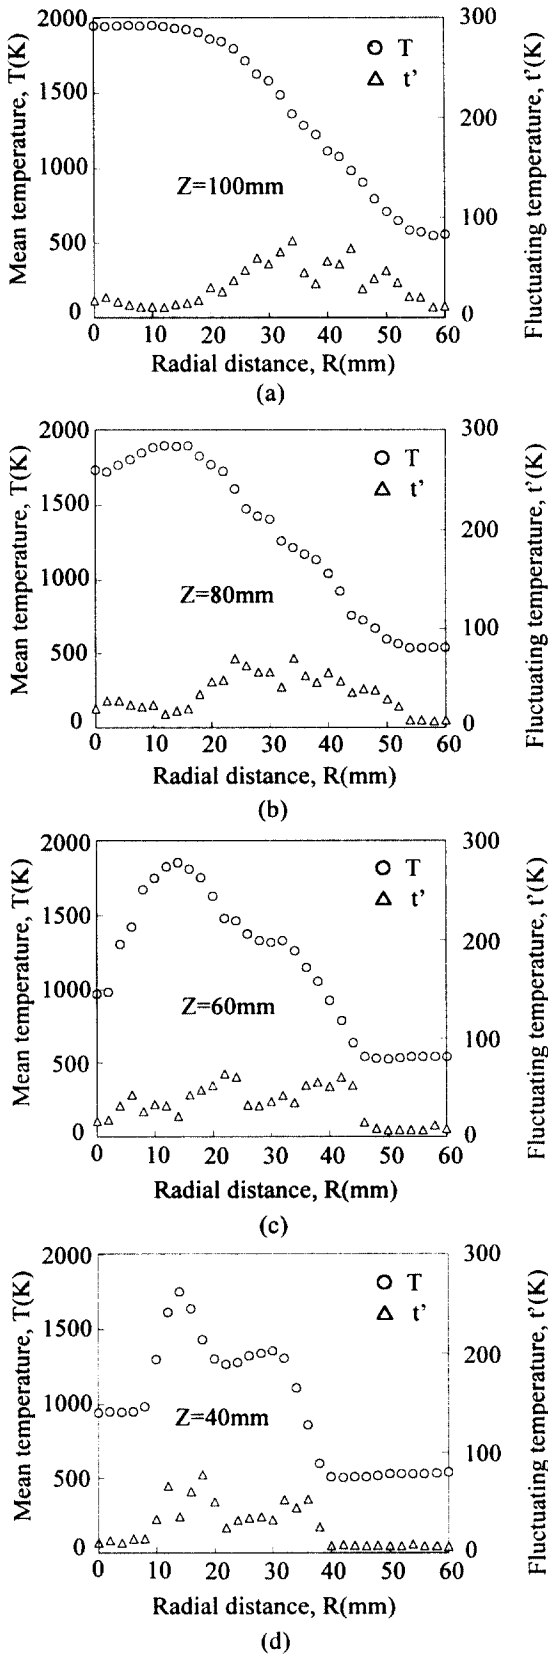 2000 300
T
t'
1500
200
1000
Z=100mm
100
500
0 0
0 10 20 30 40 50 60
Mean temperature, T(K)
Fluctuating temperature, t'(K)
Radial distance, R(mm)
(a)
2000 300
T
t'
1500
200
1000
Z=80mm
100
500
0 0
0 10 20 30 40 50 60
Mean temperature, T(K)
Fluctuating temperature, t'(K)
Radial distance, R(mm)
(b)
2000 300
T
t'
1500
200
1000
Z=60mm
100
500
0 0
0 10 20 30 40 50 60
Mean temperature, T(K)
Fluctuating temperature, t'(K)
Radial distance, R(mm)
(c)
2000 300
T
t'
1500
200
1000
Z=40mm
100
500
0 0
0 10 20 30 40 50 60
Mean temperature, T(K)
Fluctuating temperature, t'(K)
Radial distance, R(mm)
(d)